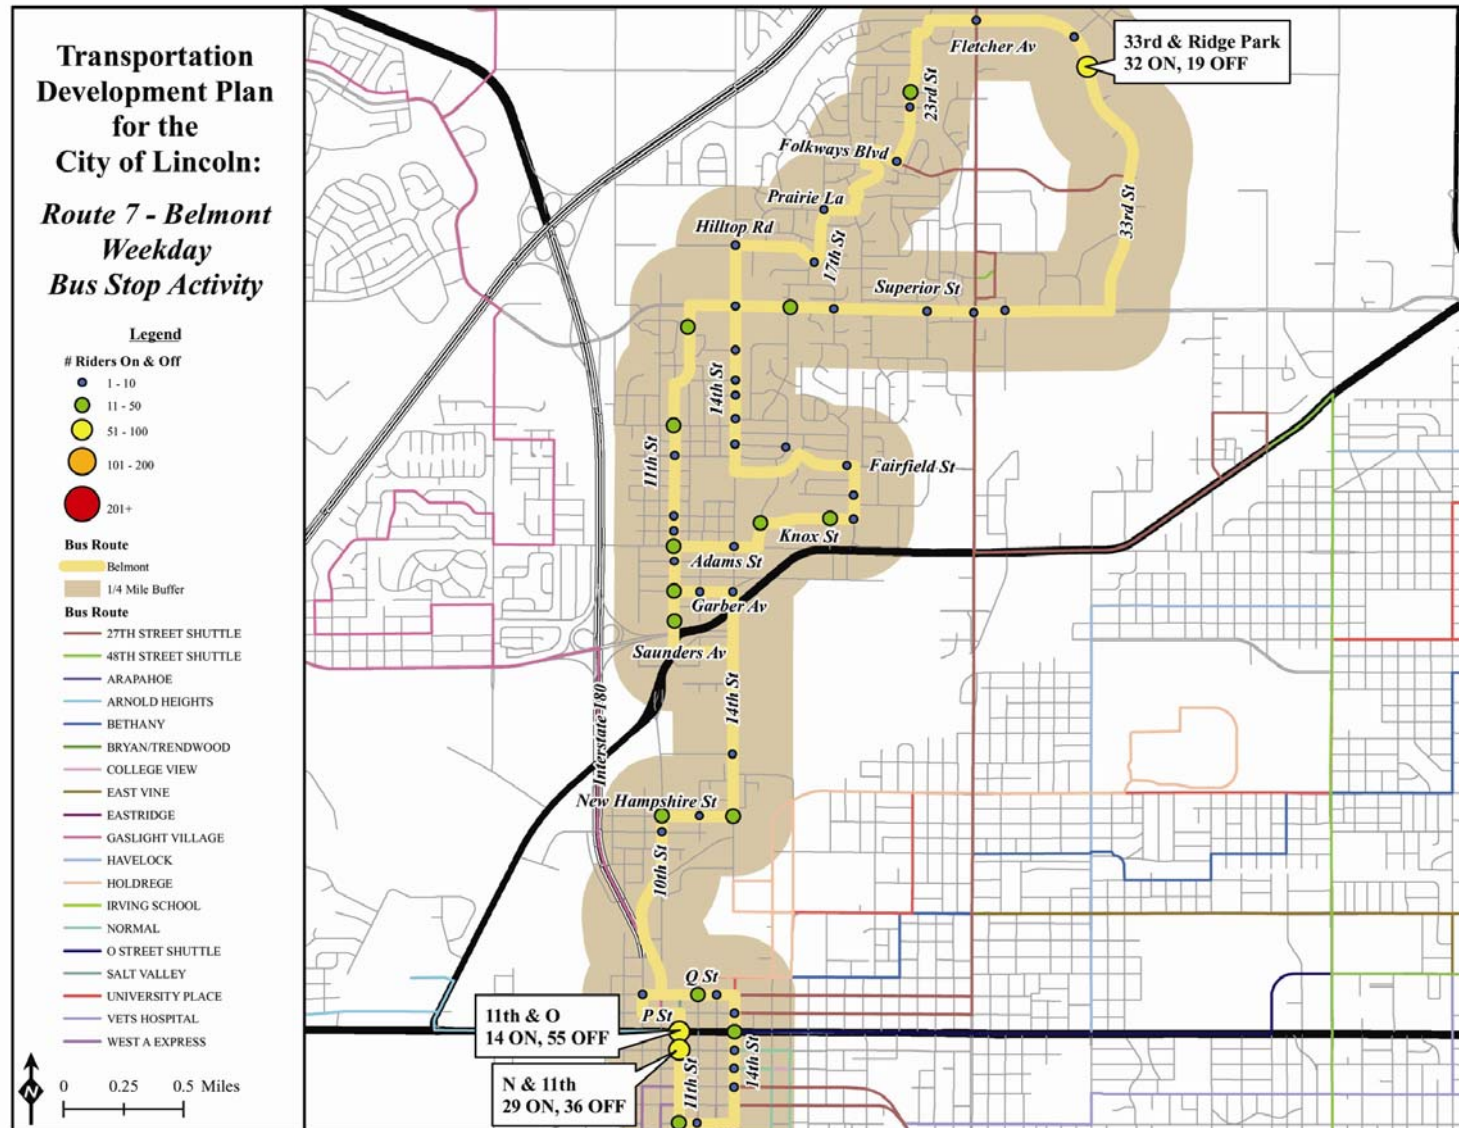 Transportation
Development Plan
for the
City of Lincoln:
Route 7 - Belmont
Weekday
Bus Stop Activity
Legend
# Riders On & Off
1 - 10
11 - 50
51 - 100
101 - 200
201+
Bus Route
Belmont
1/4 Mile Buffer
Bus Route
27TH STREET SHUTTLE
48TH STREET SHUTTLE
ARAPAHOE
ARNOLD HEIGHTS
BETHANY
BRYAN/TRENDWOOD
COLLEGE VIEW
EAST VINE
EASTRIDGE
GASLIGHT VILLAGE
HAVELOCK
HOLDREGE
IRVING SCHOOL
NORMAL
O STREET SHUTTLE
SALT VALLEY
UNIVERSITY PLACE
VETS HOSPITAL
WEST A EXPRESS
N
0 0.25 0.5 Miles
33rd & Ridge Park
32 ON, 19 OFF
Fletcher Av
23rd St
Folkways Blvd
33rd St
Prairie La
Hilltop Rd
17th St
Superior St
14th St
11th St
Fairfield St
Knox St
Adams St
Garber Av
Saunders Av
14th St
Interstate 180
New Hampshire St
10th St
Q St
P St
11th & O
14 ON, 55 OFF
N & 11th
29 ON, 36 OFF
11th St
14th St